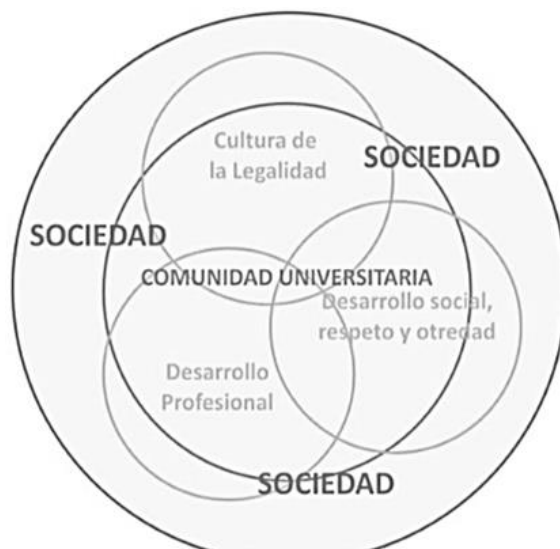 Cultura de
la Legalidad
SOCIEDAD
SOCIEDAD
COMUNIDAD UNIVERSITARIA
Desarrollo social,
respeto y otredad
Desarrollo
Profesional
SOCIEDAD